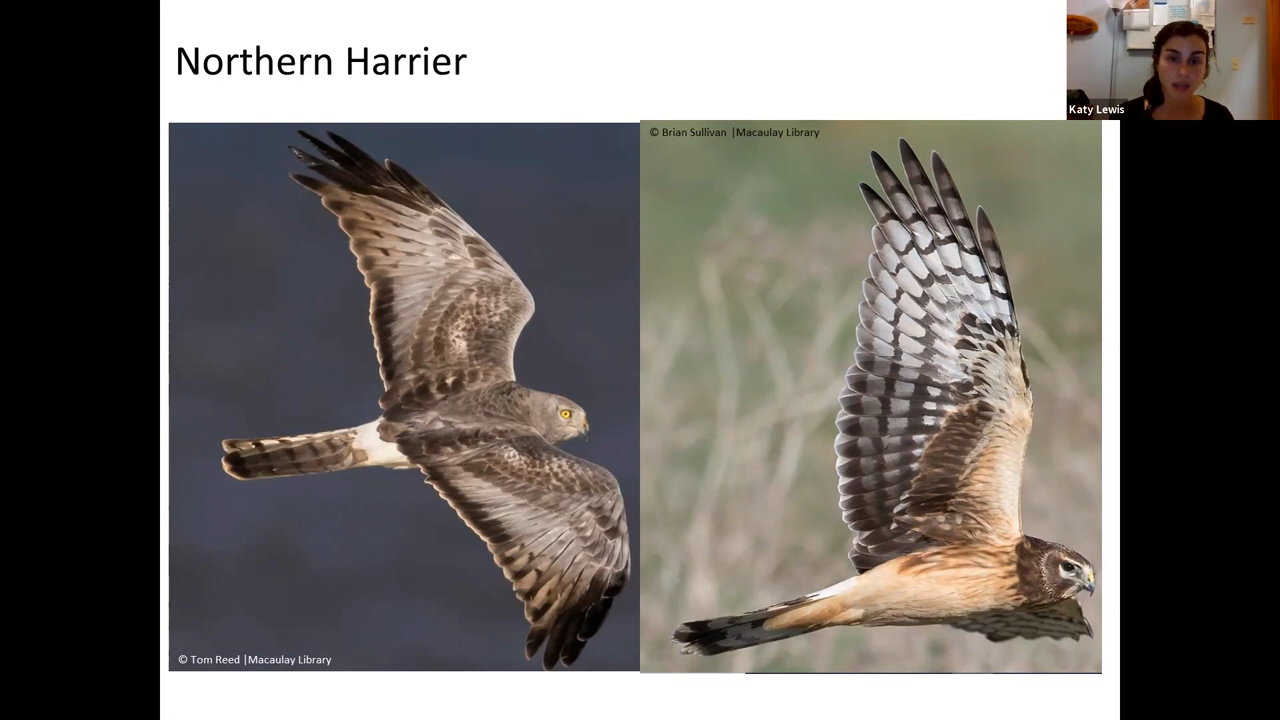 Northern Harrier
Katy Lewis
© Brian Sullivan |Macaulay Library
© Tom Reed |Macaulay Library